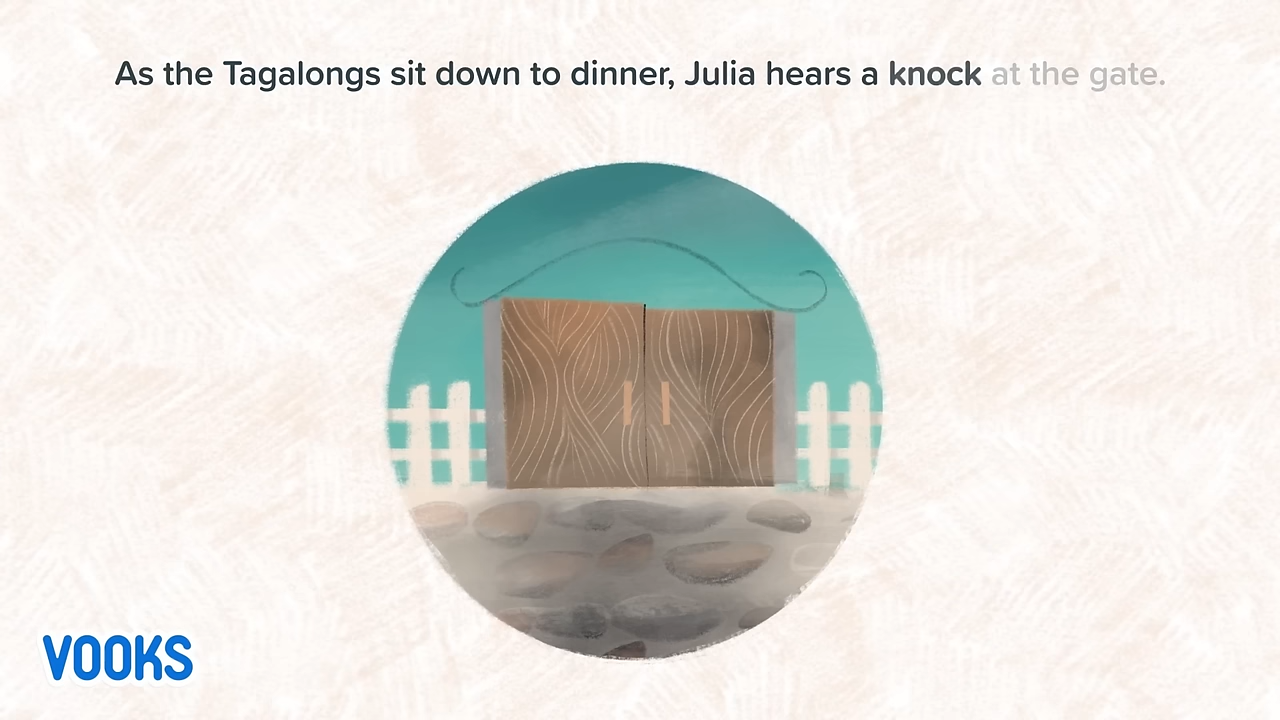 As the Tagalongs sit down to dinner, Julia hears a knock at the gate.
VOOKS